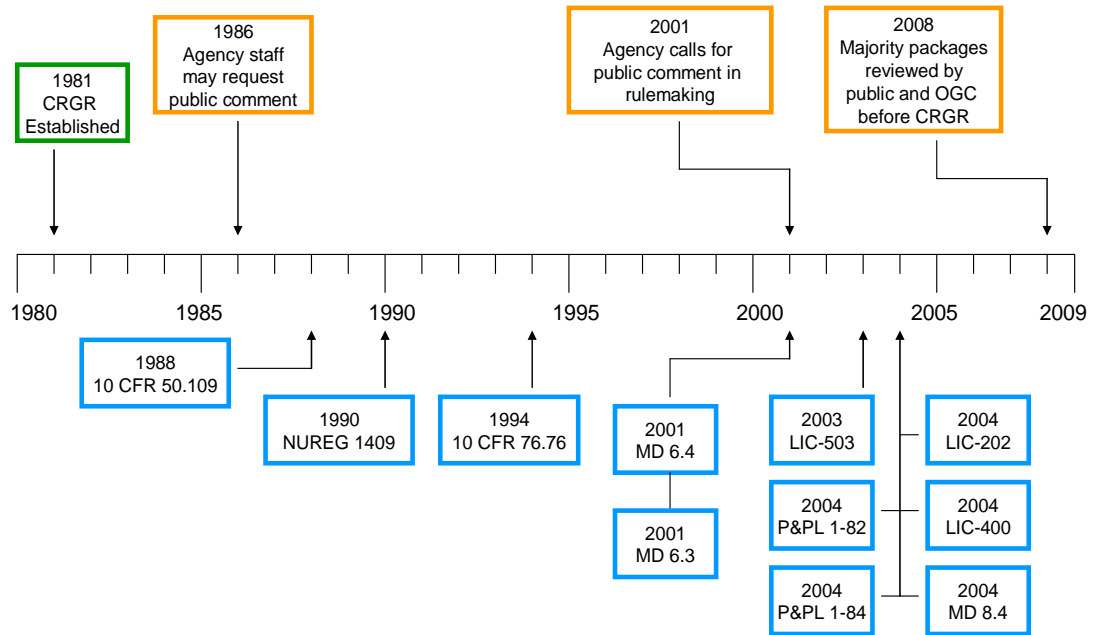 1981
CRGR
Established
1986
Agency staff
may request
public comment
2001
Agency calls for
public comment in
rulemaking
2008
Majority packages
reviewed by
public and OGC
before CRGR
1980
1985
1990
1995
2000
2005
2009
1988
10 CFR 50.109
1990
NUREG 1409
1994
10 CFR 76.76
2001
MD 6.4
2001
MD 6.3
2003
LIC-503
2004
LIC-202
2004
P&PL 1-82
2004
LIC-400
2004
P&PL 1-84
2004
MD 8.4